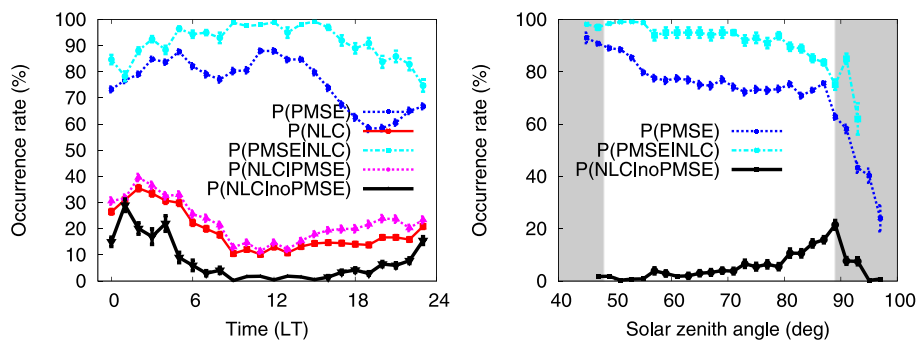 Occurrence rate (%)
100
90
80
70
60
50
40
30
20
10
0
P(PMSE)
P(NLC)
P(PMSE|NLC)
P(NLC|PMSE)
P(NLC|noPMSE)
0 6 12 18 24
Time (LT)
Occurrence rate (%)
100
80
60
40
20
0
P(PMSE)
P(PMSE|NLC)
P(NLC|noPMSE)
40 50 60 70 80 90 100
Solar zenith angle (deg)